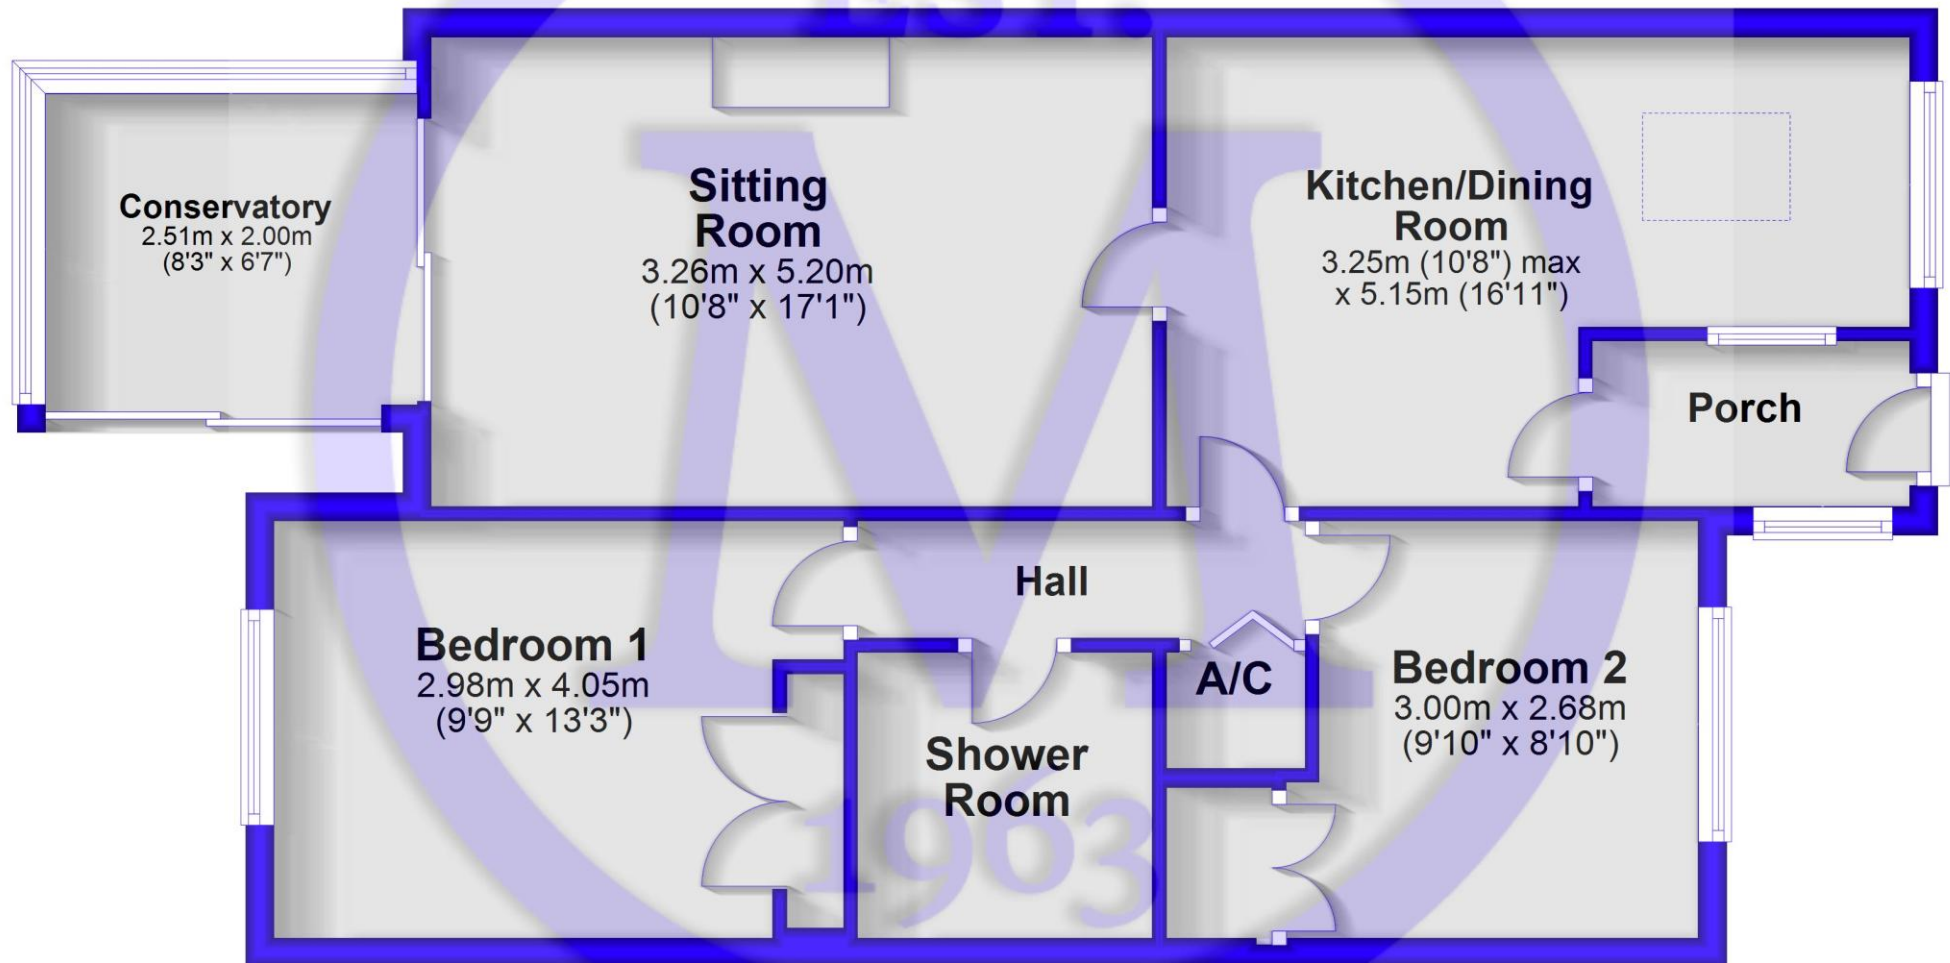 EST.
Conservatory
2.51m x 2.00m
(8'3" x 6'7")
Sitting
Room
3.26m x 5.20m
(10'8" x 17'1")
Kitchen/Dining
Room
3.25m (10'8") max
x 5.15m (16'11")
Porch
Hall
Bedroom 1
2.98m x 4.05m
(9'9" x 13'3")
A/C
Bedroom 2
3.00m x 2.68m
(9'10" x 8'10")
Shower
Room
M
1963